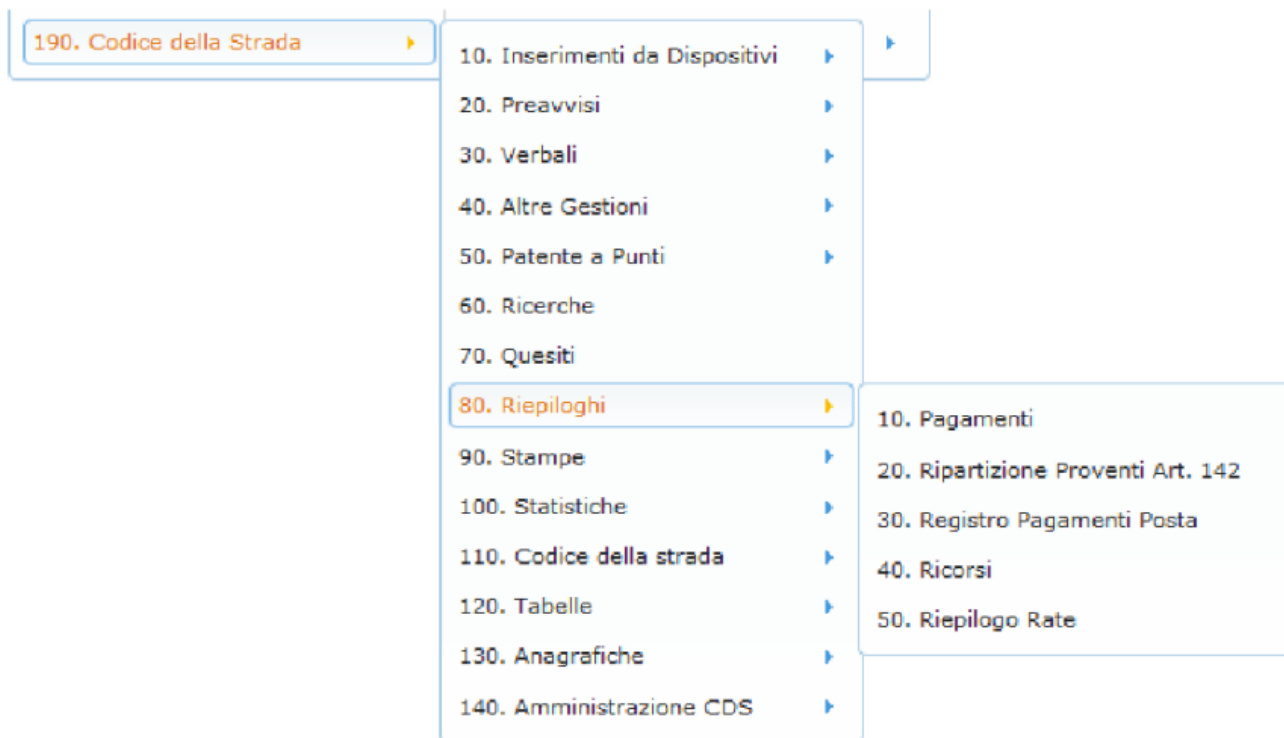 190. Codice della Strada
10. Inserimenti da Dispositivi
20. Preavvisi
30. Verbali
40. Altre Gestioni
50. Patente a Punti
60. Ricerche
70. Quesiti
80. Riepiloghi
90. Stampe
100. Statistiche
110. Codice della strada
120. Tabelle
130. Anagrafiche
140. Amministrazione CDS
10. Pagamenti
20. Ripartizione Proventi Art. 142
30. Registro Pagamenti Posta
40. Ricorsi
50. Riepilogo Rate